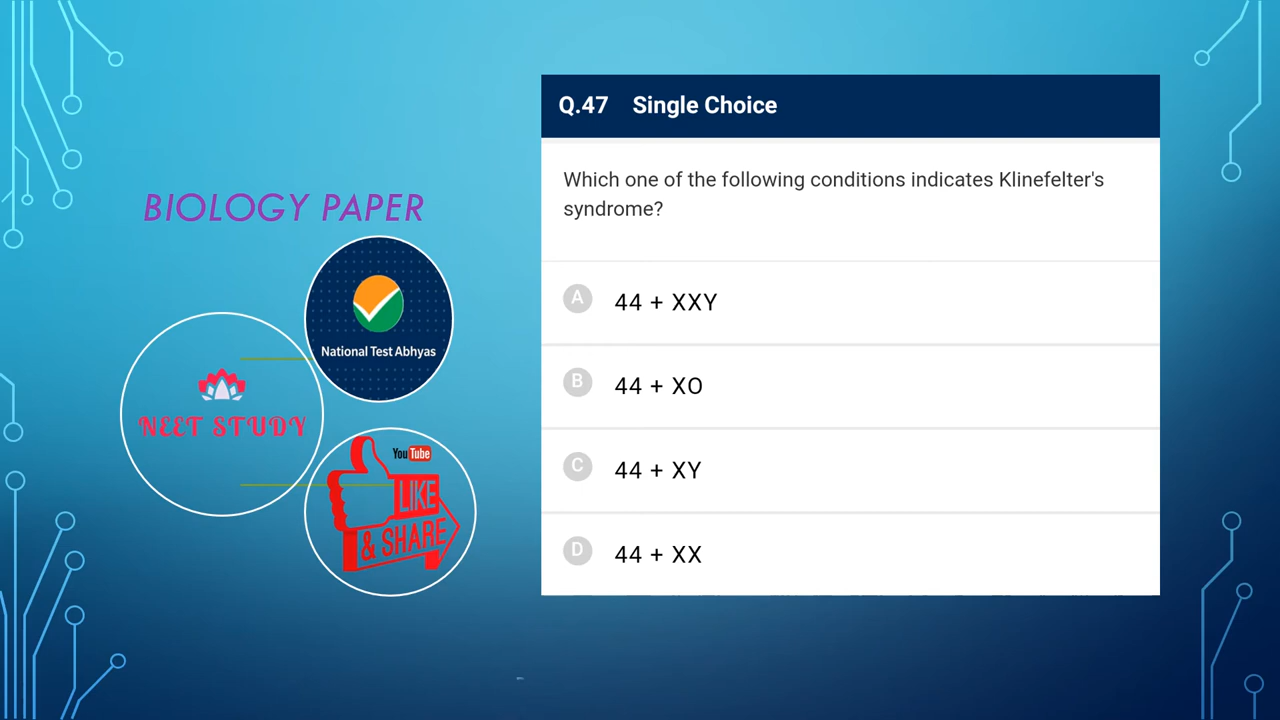 BIOLOGY PAPER
National Test Abhyas
NEET STUDY
YouTube
LIKE
& SHARE
Q.47 Single Choice
Which one of the following conditions indicates Klinefelter's
syndrome?
A 44 + XXY
B 44 + XO
C 44 + XY
D 44 + XX